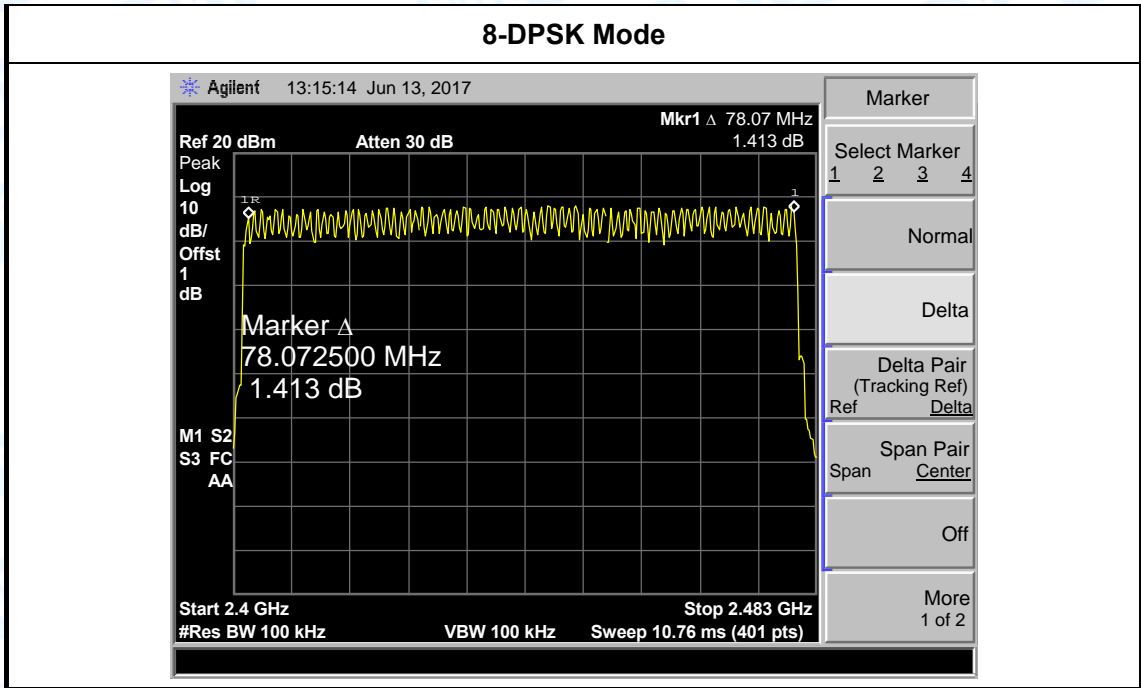 8-DPSK Mode
Agilent 13:15:14 Jun 13, 2017
Mkr1 Δ 78.07 MHz
Ref 20 dBm Atten 30 dB 1.413 dB
Peak
Log
10
dB/
Offst
1
dB
1R
1
Marker Δ
78.072500 MHz
1.413 dB
M1 S2
S3 FC
AA
Start 2.4 GHz Stop 2.483 GHz
#Res BW 100 kHz VBW 100 kHz Sweep 10.76 ms (401 pts)
Marker
Select Marker
1 2 3 4
Normal
Delta
Delta Pair
(Tracking Ref)
Ref Delta
Span Pair
Span Center
Off
More
1 of 2